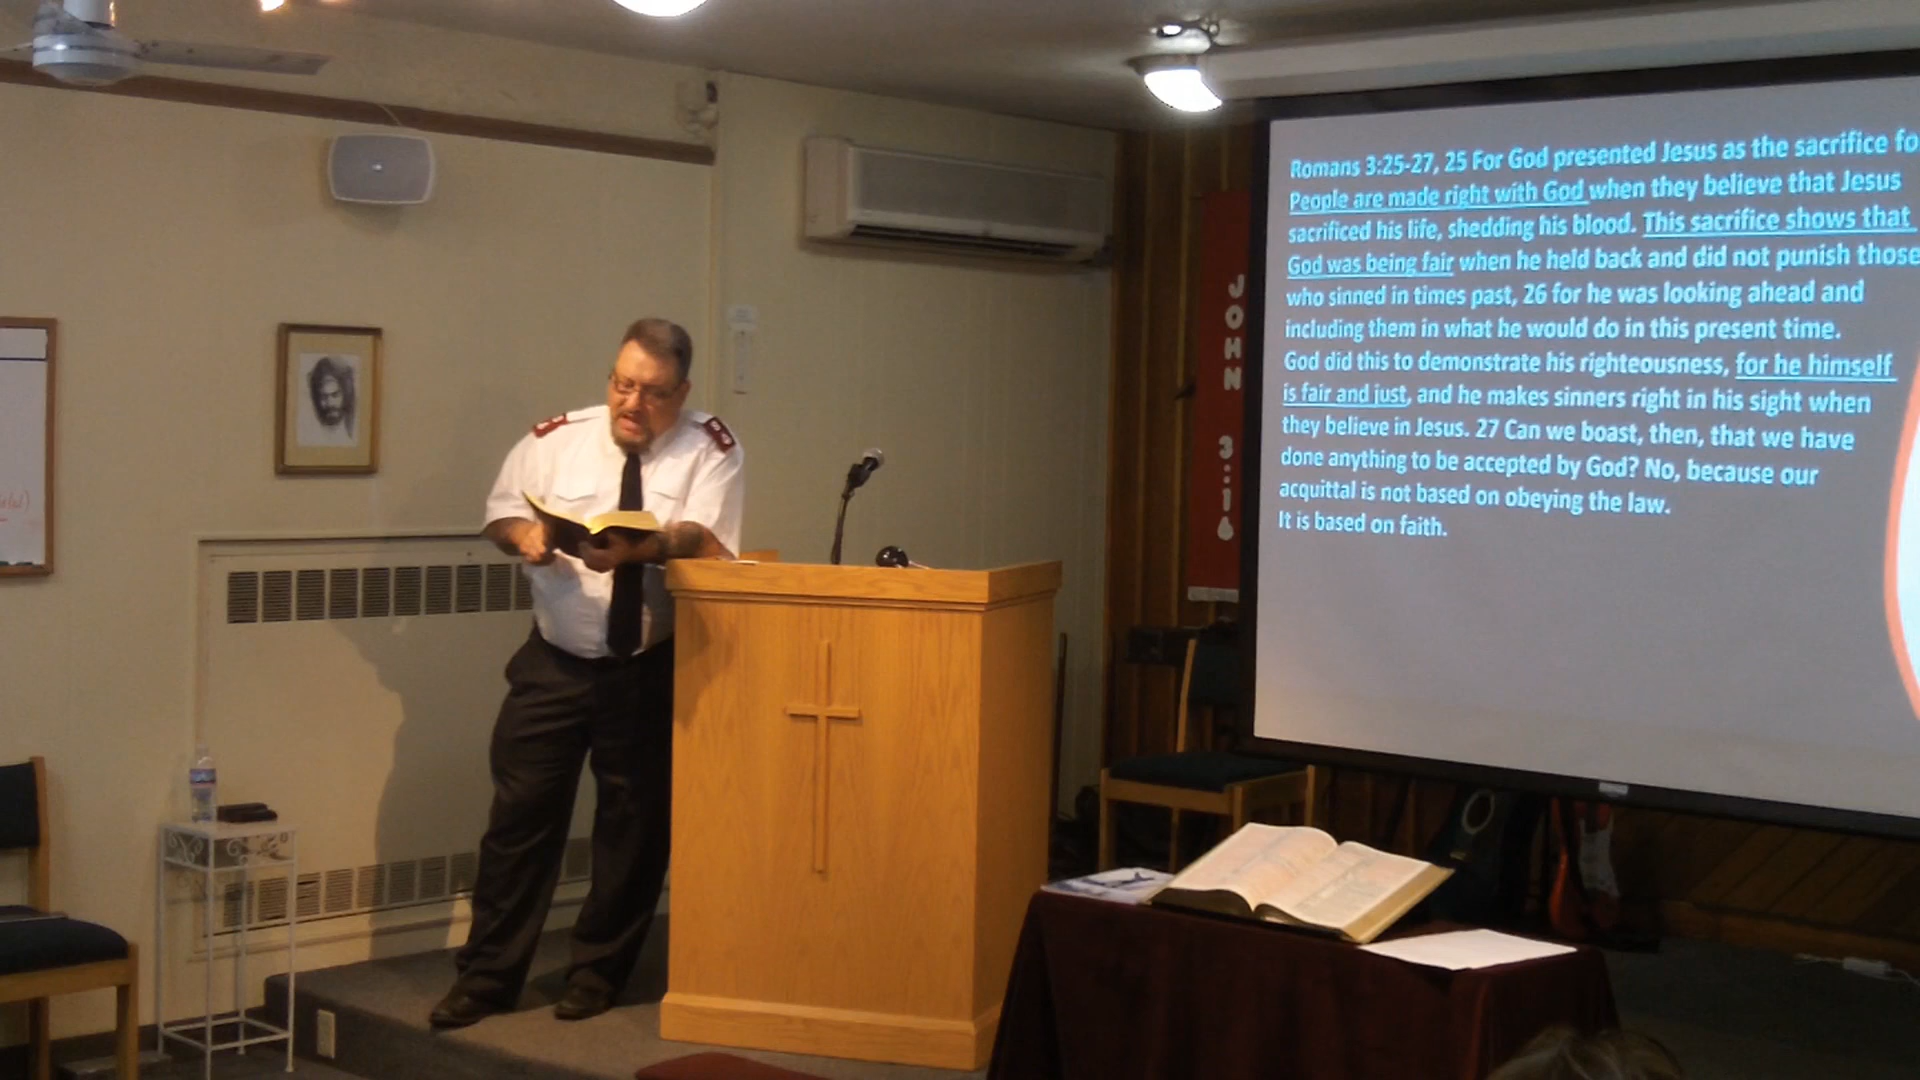 Romans 3:25-27, 25 For God presented Jesus as the sacrifice fo
People are made right with God when they believe that Jesus
sacrificed his life, shedding his blood. This sacrifice shows that
God was being fair when he held back and did not punish those
who sinned in times past, 26 for he was looking ahead and
including them in what he would do in this present time.
God did this to demonstrate his righteousness, for he himself
is fair and just, and he makes sinners right in his sight when
they believe in Jesus. 27 Can we boast, then, that we have
done anything to be accepted by God? No, because our
acquittal is not based on obeying the law.
It is based on faith.
JOHN 3:16